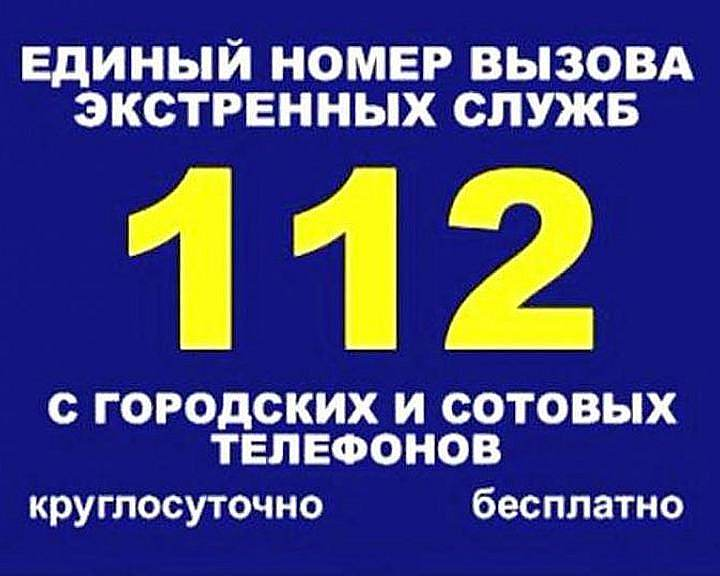 ЕДИНЫЙ НОМЕР ВЫЗОВА
ЭКСТРЕННЫХ СЛУЖБ
112
С ГОРОДСКИХ И СОТОВЫХ
ТЕЛЕФОНОВ
круглосуточно бесплатно